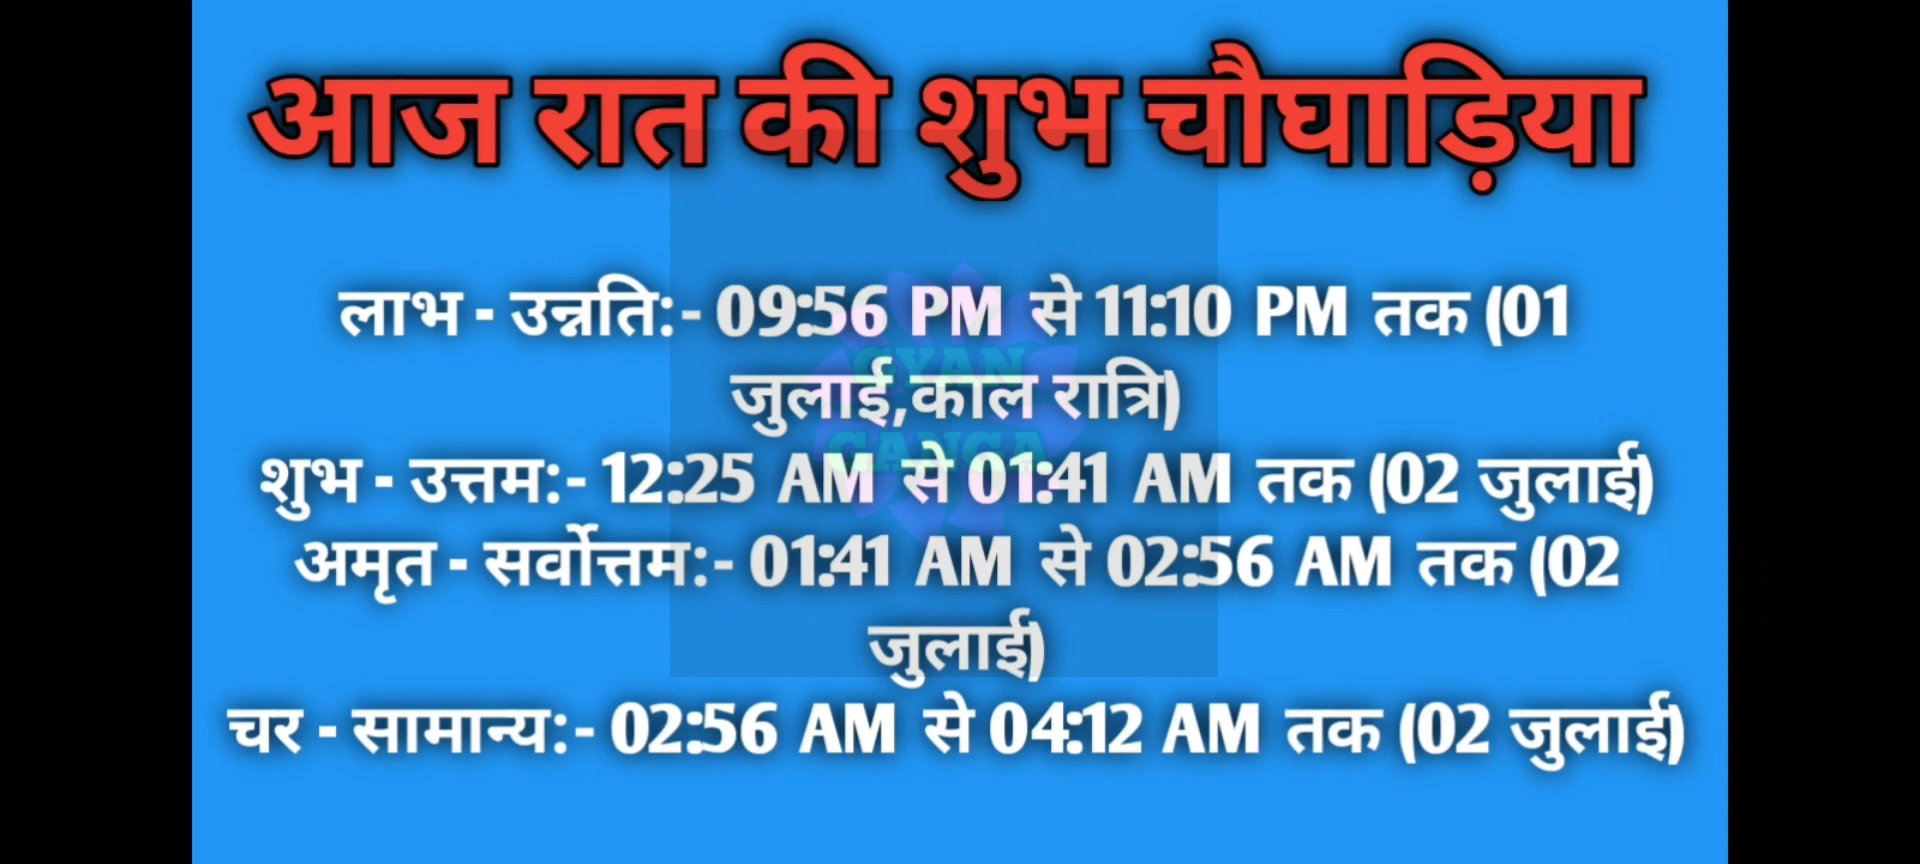 आज रात की शुभ चौघाड़िया
लाभ - उन्नति:- 09:56 PM से 11:10 PM तक (01
जुलाई,काल रात्रि)
शुभ - उत्तम:- 12:25 AM से 01:41 AM तक (02 जुलाई)
अमृत - सर्वोत्तम:- 01:41 AM से 02:56 AM तक (02
जुलाई)
चर - सामान्य:- 02:56 AM से 04:12 AM तक (02 जुलाई)
GYAN
GANGA